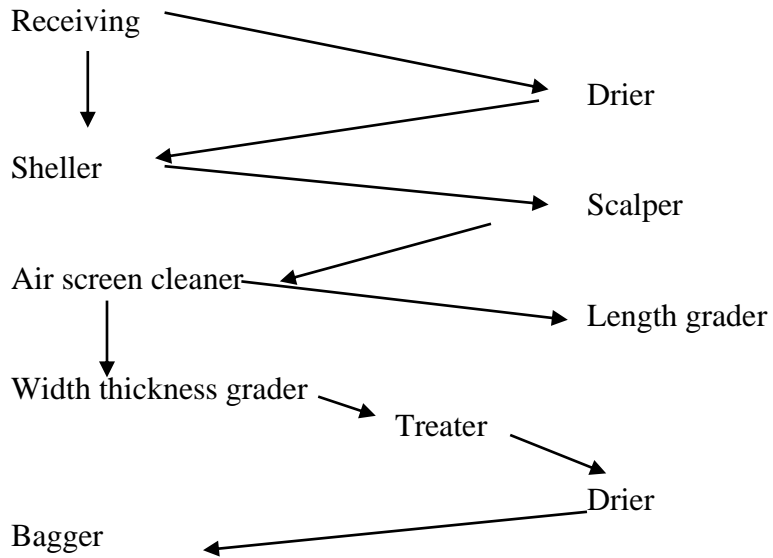 Receiving
Drier
Sheller
Scalper
Air screen cleaner
Length grader
Width thickness grader
Treater
Drier
Bagger